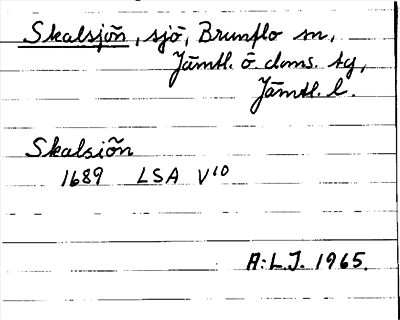 Skalsjön, sjö, Brunflo sn,
Jämtl. ö. doms. tg,
Jämtl. l.
Skalsiön
1689 LSA V¹⁰
A:L.J. 1965.